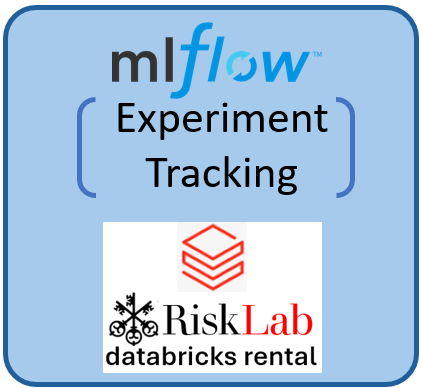 mlflow™
Experiment
Tracking
RiskLab
databricks rental